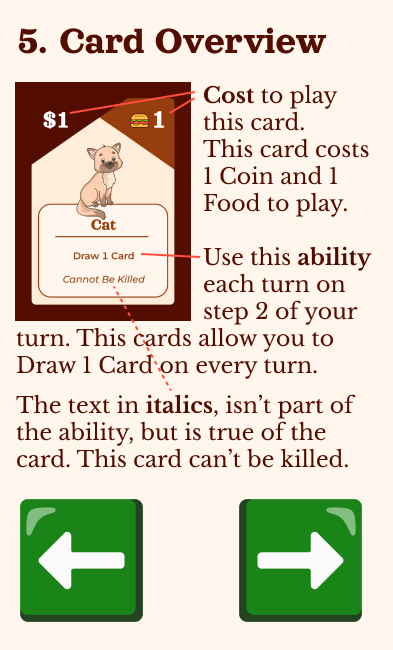 5. Card Overview
$1
1
Cat
Draw 1 Card
Cannot Be Killed
Cost to play
this card.
This card costs
1 Coin and 1
Food to play.
Use this ability
each turn on
step 2 of your
turn. This cards allow you to
Draw 1 Card on every turn.
The text in italics, isn’t part of
the ability, but is true of the
card. This card can’t be killed.